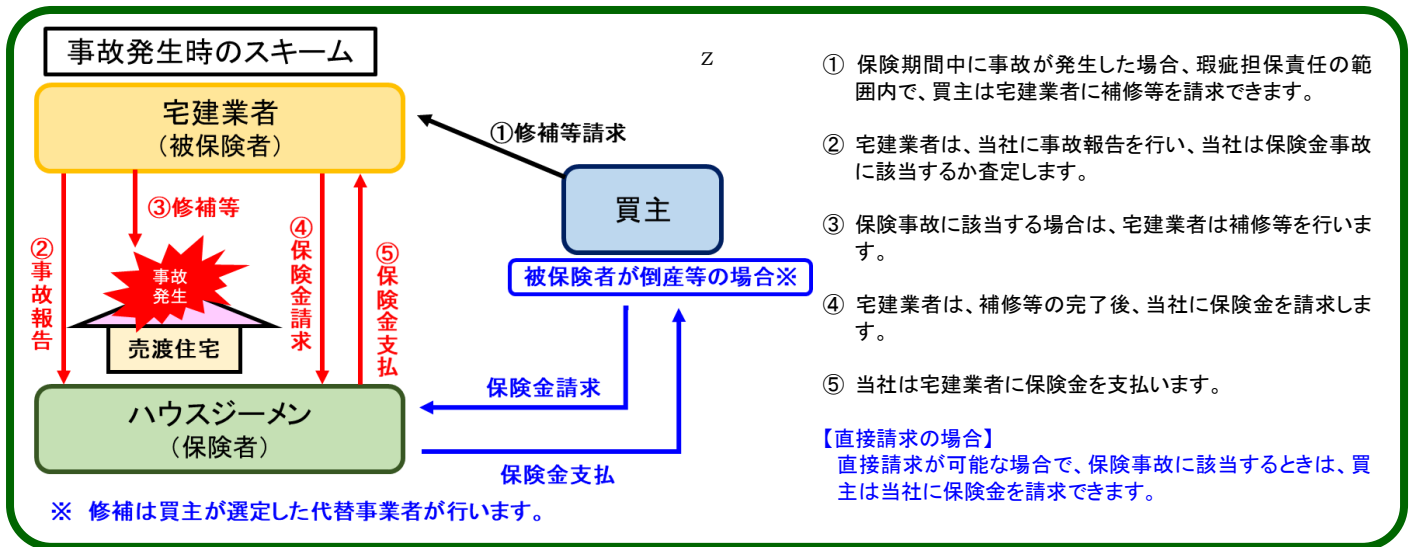 事故発生時のスキーム
z
宅建業者
（被保険者）
①修補等請求
買主
被保険者が倒産等の場合※
②事故報告
③修補等
④保険金請求
⑤保険金支払
事故
発生
売渡住宅
保険金請求
ハウスジーメン
（保険者）
保険金支払
※ 修補は買主が選定した代替事業者が行います。
① 保険期間中に事故が発生した場合、瑕疵担保責任の範
囲内で、買主は宅建業者に補修等を請求できます。
② 宅建業者は、当社に事故報告を行い、当社は保険金事故
に該当するか査定します。
③ 保険事故に該当する場合は、宅建業者は補修等を行いま
す。
④ 宅建業者は、補修等の完了後、当社に保険金を請求しま
す。
⑤ 当社は宅建業者に保険金を支払います。
【直接請求の場合】
直接請求が可能な場合で、保険事故に該当するときは、買
主は当社に保険金を請求できます。